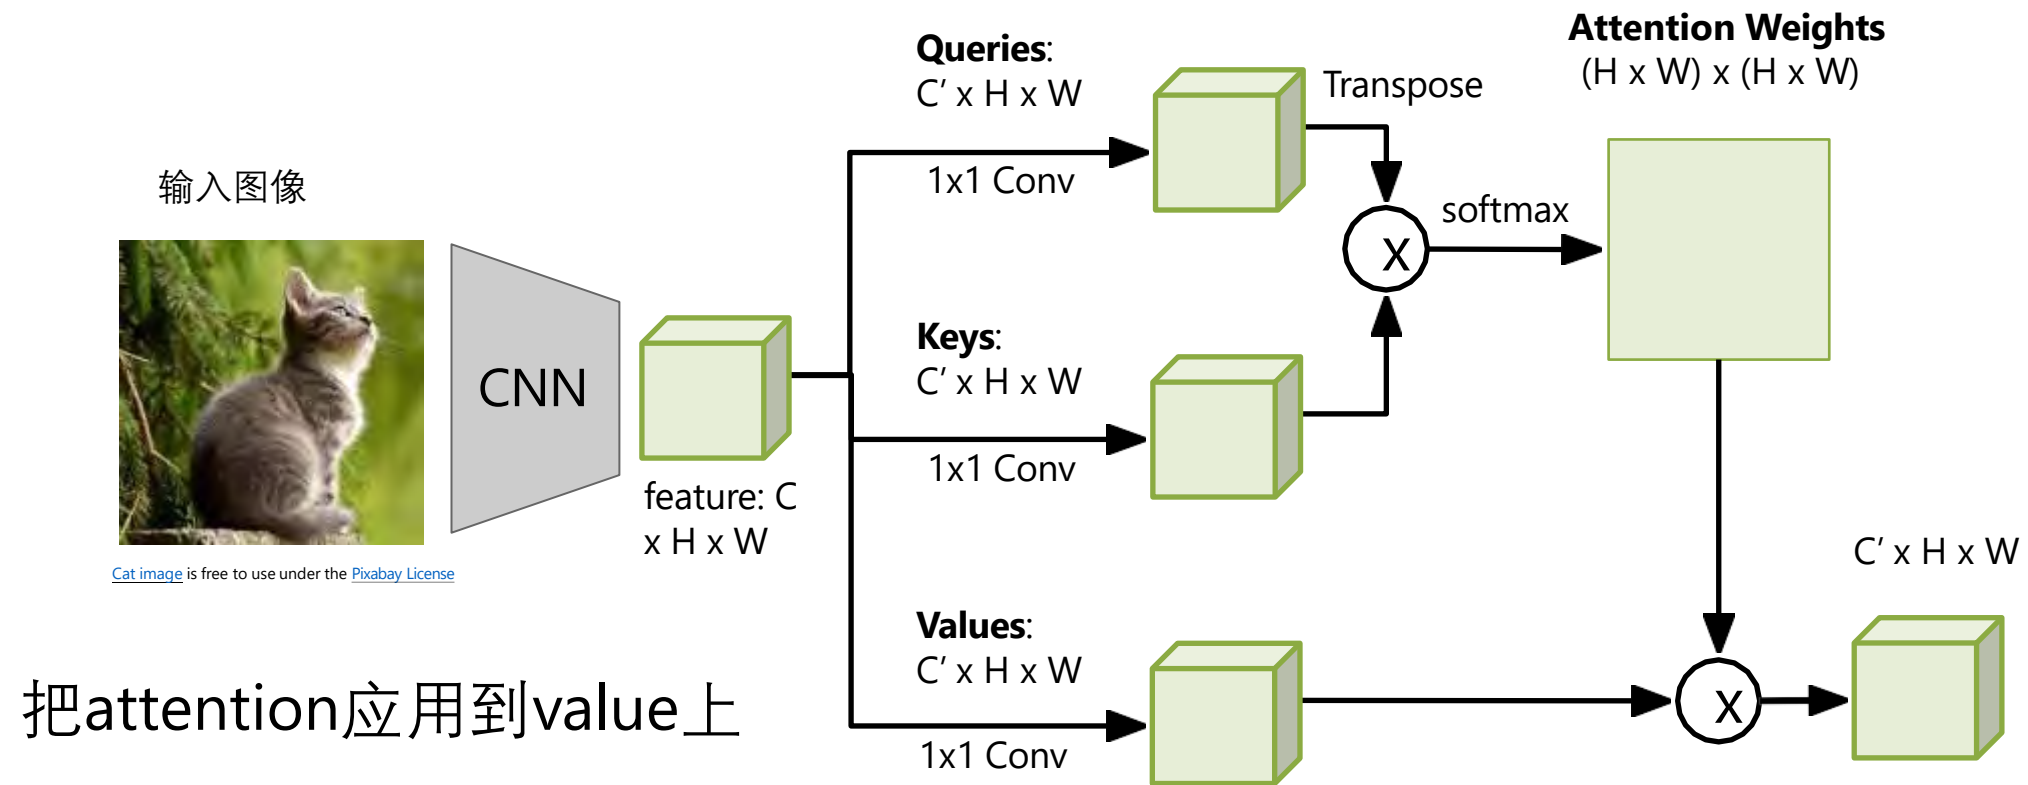 输入图像
CNN
Cat image is free to use under the Pixabay License
feature: C
x H x W
Queries:
C’ x H x W
1x1 Conv
Keys:
C’ x H x W
1x1 Conv
Values:
C’ x H x W
1x1 Conv
Transpose
X
softmax
Attention Weights
(H x W) x (H x W)
X
C’ x H x W
把attention应用到value上